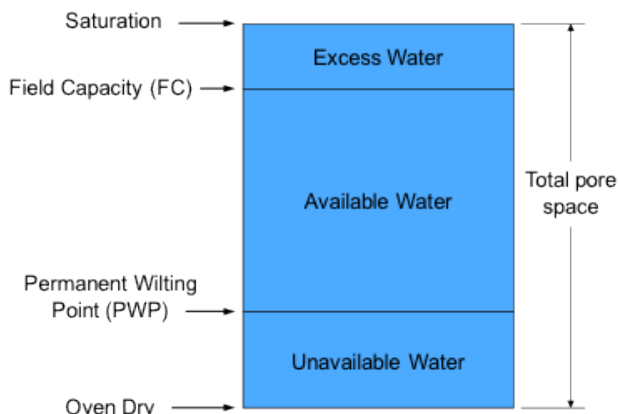 Saturation
Excess Water
Field Capacity (FC)
Total pore
space
Available Water
Permanent Wilting
Point (PWP)
Unavailable Water
Oven Dry